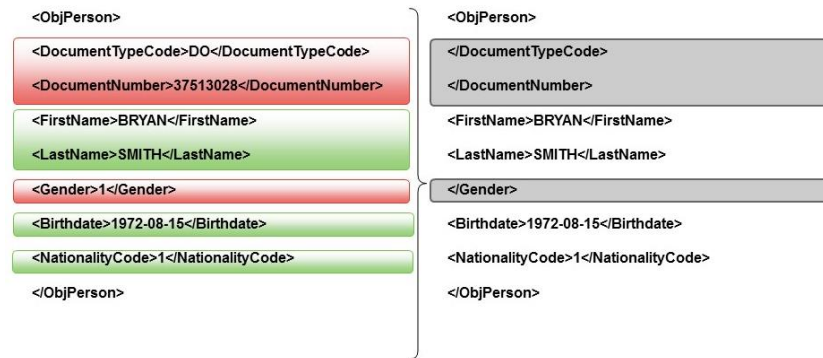 <ObjPerson>
<DocumentTypeCode>DO</DocumentTypeCode>
<DocumentNumber>37513028</DocumentNumber>
<FirstName>BRYAN</FirstName>
<LastName>SMITH</LastName>
<Gender>1</Gender>
<Birthdate>1972-08-15</Birthdate>
<NationalityCode>1</NationalityCode>
</ObjPerson>
<ObjPerson>
</DocumentTypeCode>
</DocumentNumber>
<FirstName>BRYAN</FirstName>
<LastName>SMITH</LastName>
</Gender>
<Birthdate>1972-08-15</Birthdate>
<NationalityCode>1</NationalityCode>
</ObjPerson>